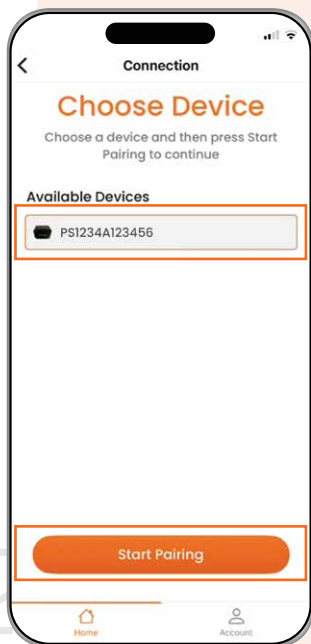 Connection
Choose Device
Choose a device and then press Start
Pairing to continue
Available Devices
PS1234A123456
Start Pairing
Home
Account